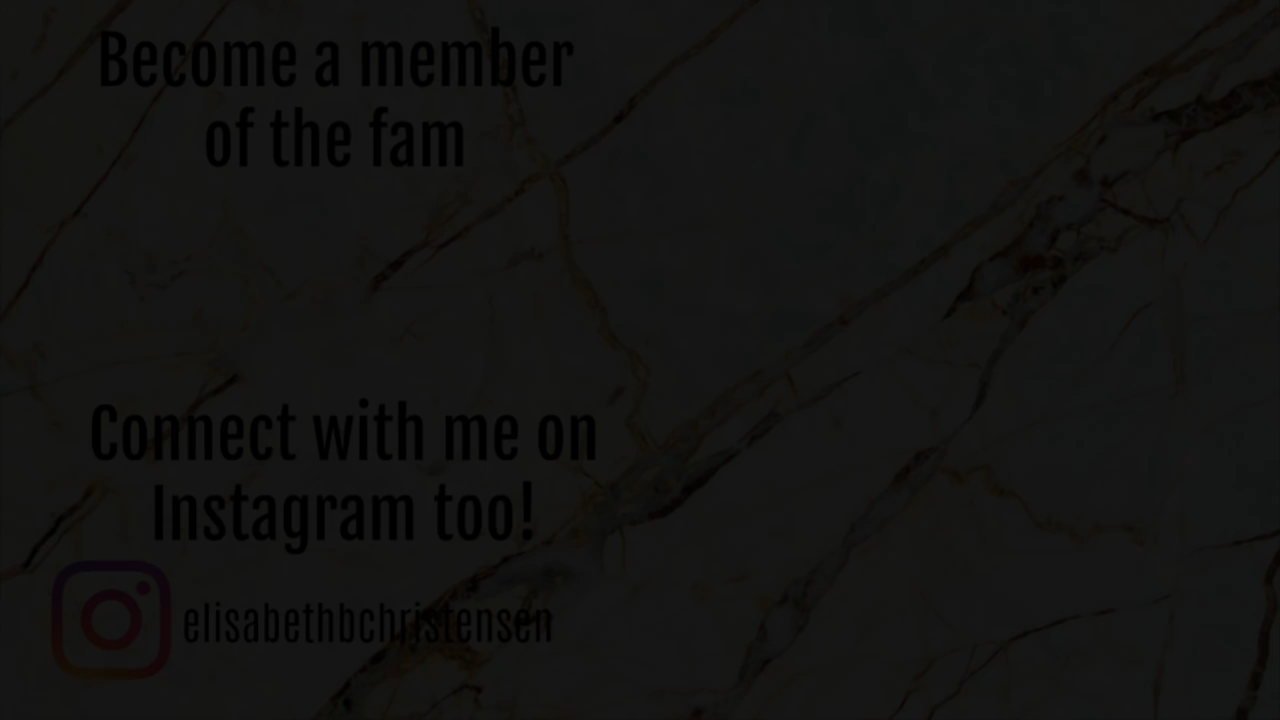 Become a member
of the fam
Connect with me on
Instagram too!
elisabethbchristensen